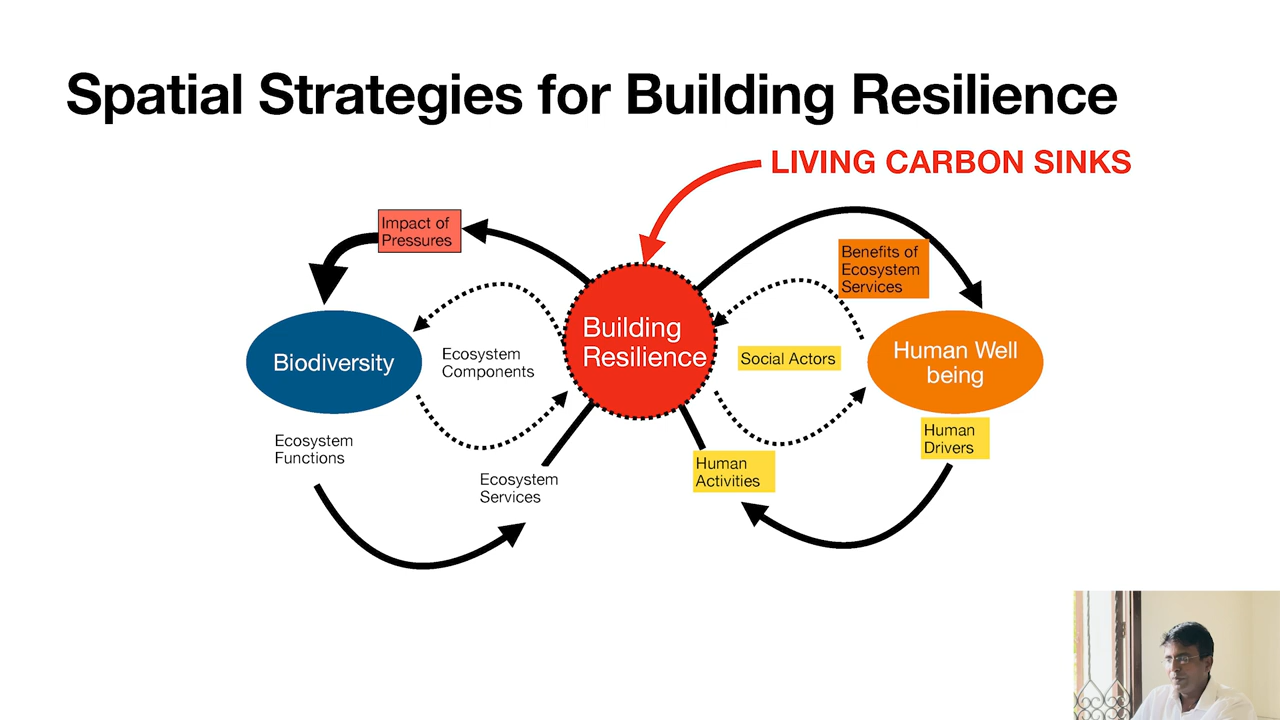 Spatial Strategies for Building Resilience
LIVING CARBON SINKS
Impact of
Pressures
Benefits of
Ecosystem
Services
Building
Resilience
Biodiversity
Ecosystem
Components
Social Actors
Human Well
being
Ecosystem
Functions
Ecosystem
Services
Human
Activities
Human
Drivers